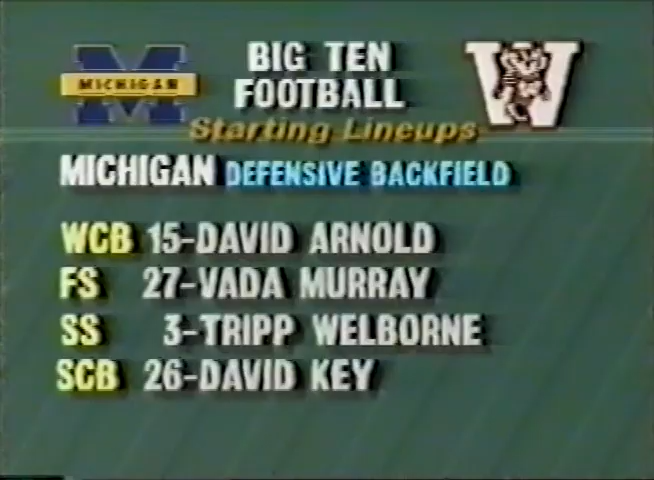 MICHIGAN
BIG TEN
FOOTBALL
W
Starting Lineups
MICHIGAN DEFENSIVE BACKFIELD
WCB 15-DAVID ARNOLD
FS 27-VADA MURRAY
SS 3-TRIPP WELBORNE
SCB 26-DAVID KEY